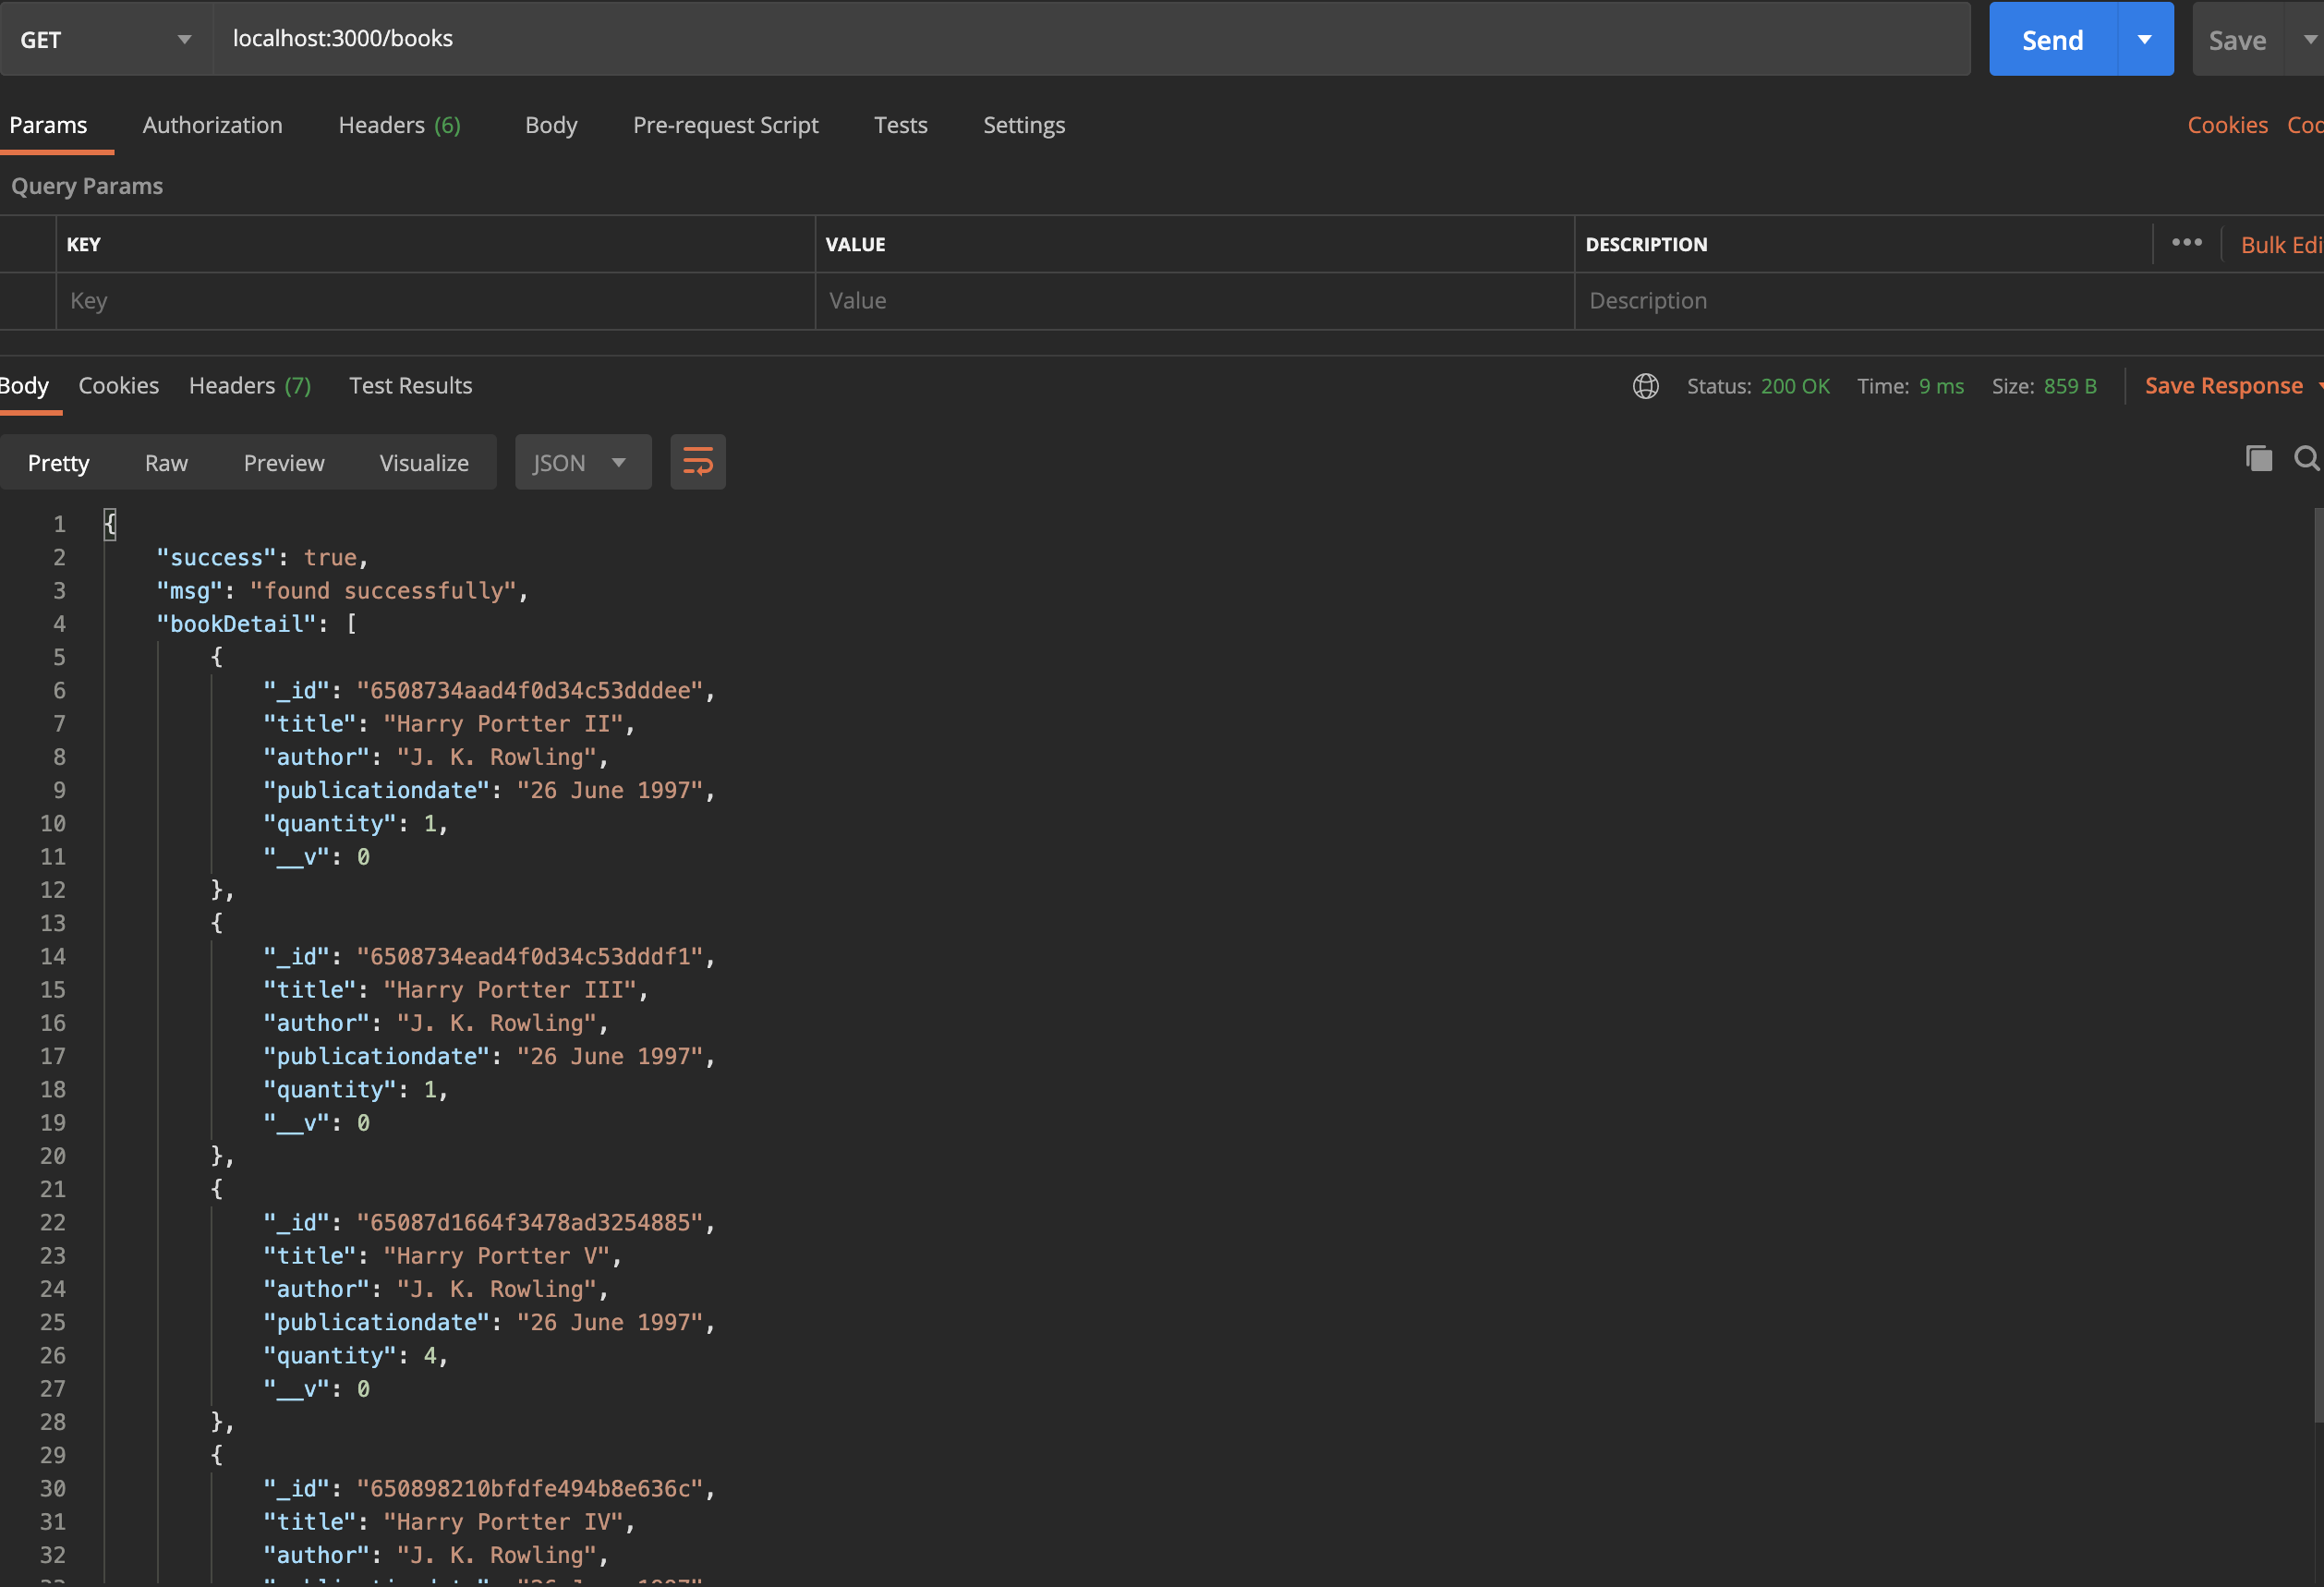 GET localhost:3000/books Send Save
Params Authorization Headers (6) Body Pre-request Script Tests Settings Cookies
Query Params
KEY VALUE DESCRIPTION ••• Bulk Edi
Key Value Description
Body Cookies Headers (7) Test Results Status: 200 OK Time: 9 ms Size: 859 B Save Response
Pretty Raw Preview Visualize JSON
1 {
2 "success": true,
3 "msg": "found successfully",
4 "bookDetail": [
5 {
6 "_id": "6508734aad4f0d34c53dddee",
7 "title": "Harry Portter II",
8 "author": "J. K. Rowling",
9 "publicationdate": "26 June 1997",
10 "quantity": 1,
11 "__v": 0
12 },
13 {
14 "_id": "6508734ead4f0d34c53dddf1",
15 "title": "Harry Portter III",
16 "author": "J. K. Rowling",
17 "publicationdate": "26 June 1997",
18 "quantity": 1,
19 "__v": 0
20 },
21 {
22 "_id": "65087d1664f3478ad3254885",
23 "title": "Harry Portter V",
24 "author": "J. K. Rowling",
25 "publicationdate": "26 June 1997",
26 "quantity": 4,
27 "__v": 0
28 },
29 {
30 "_id": "650898210bfdfe494b8e636c",
31 "title": "Harry Portter IV",
32 "author": "J. K. Rowling",